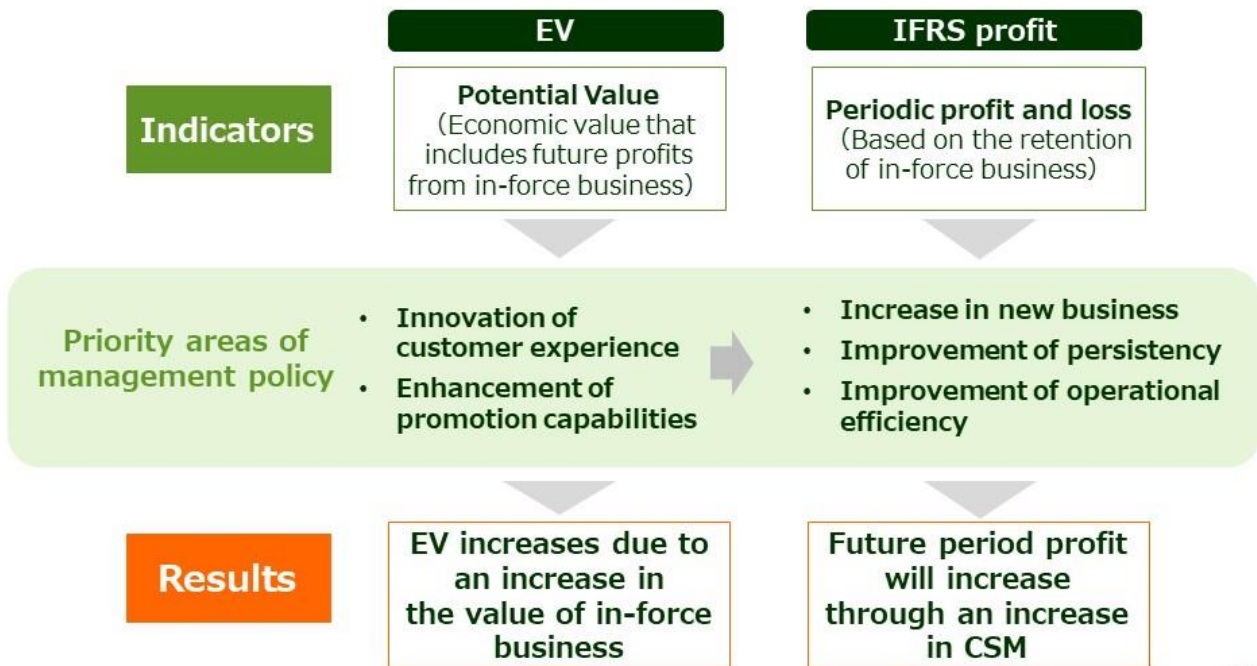 EV
IFRS profit
Indicators
Potential Value
（Economic value that
includes future profits
from in-force business）
Periodic profit and loss
（Based on the retention
of in-force business）
Priority areas of
management policy
• Innovation of
customer experience
• Enhancement of
promotion capabilities
• Increase in new business
• Improvement of persistency
• Improvement of operational
efficiency
Results
EV increases due to
an increase in
the value of in-force
business
Future period profit
will increase
through an increase
in CSM